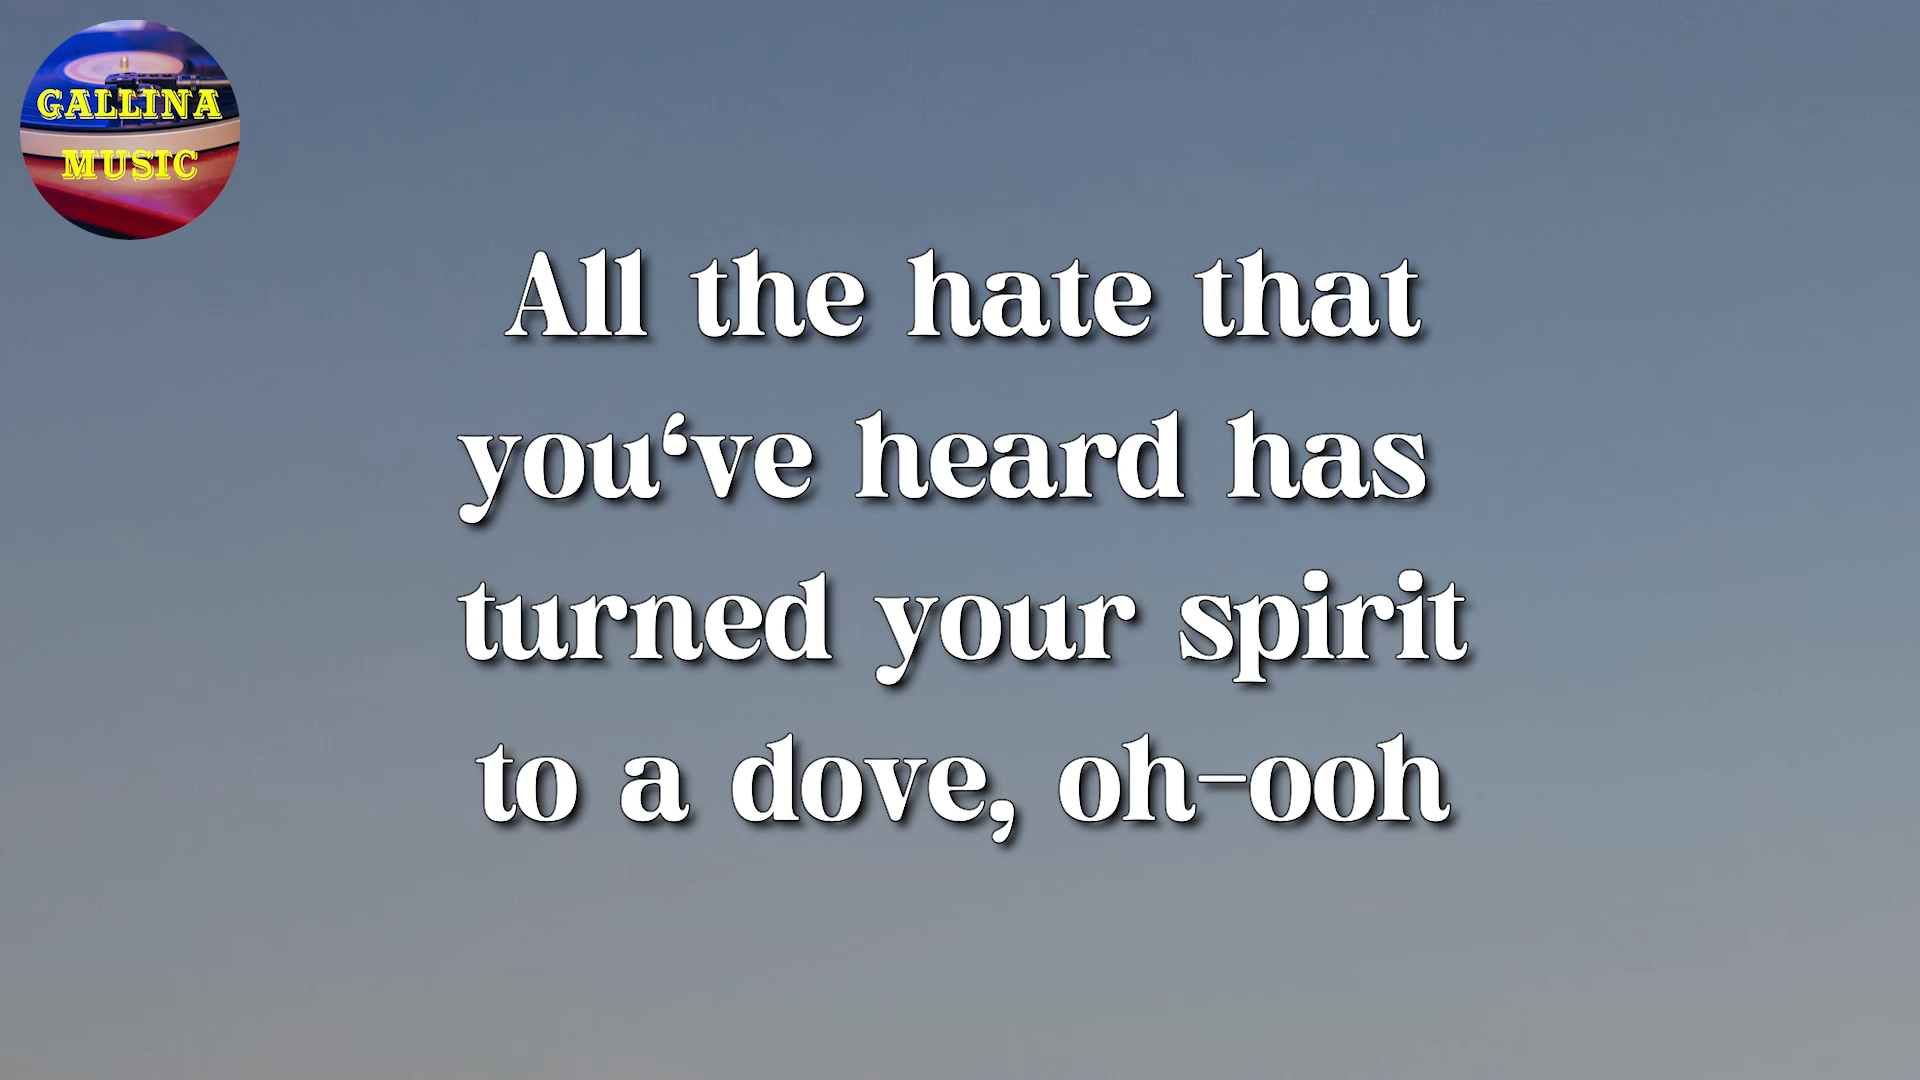 GALLINA
MUSIC
All the hate that
you‘ve heard has
turned your spirit
to a dove, oh-ooh